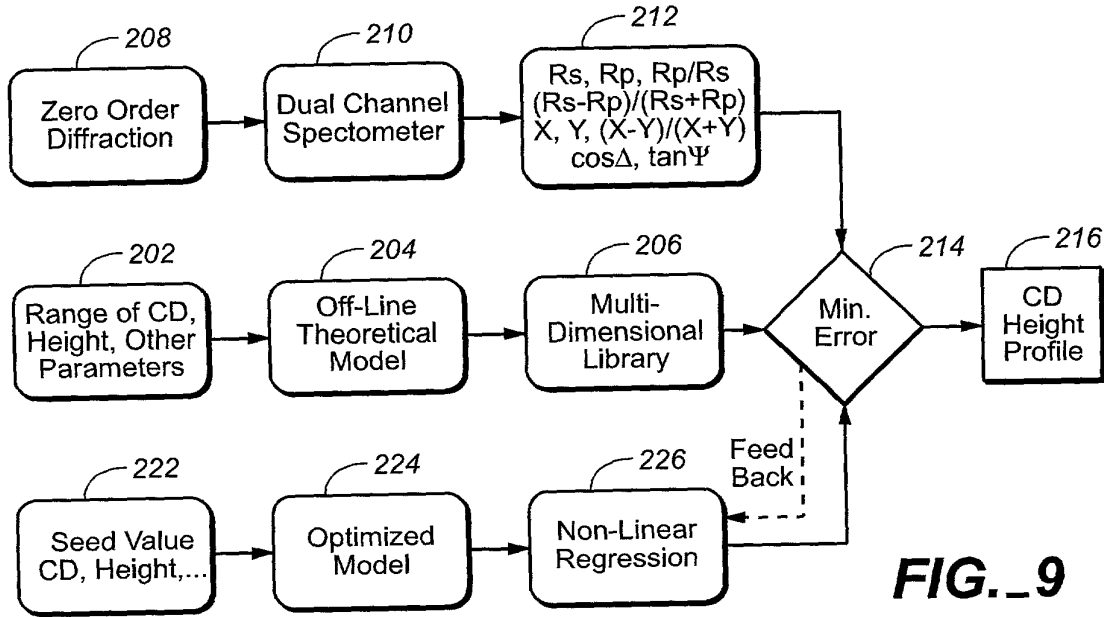 208
Zero Order
Diffraction
210
Dual Channel
Spectometer
212
Rs, Rp, Rp/Rs
(Rs-Rp)/(Rs+Rp)
X, Y, (X-Y)/(X+Y)
cosΔ, tanΨ
202
Range of CD,
Height, Other
Parameters
204
Off-Line
Theoretical
Model
206
Multi-
Dimensional
Library
214
Min.
Error
216
CD
Height
Profile
222
Seed Value
CD, Height,...
224
Optimized
Model
226
Non-Linear
Regression
Feed
Back
FIG._9